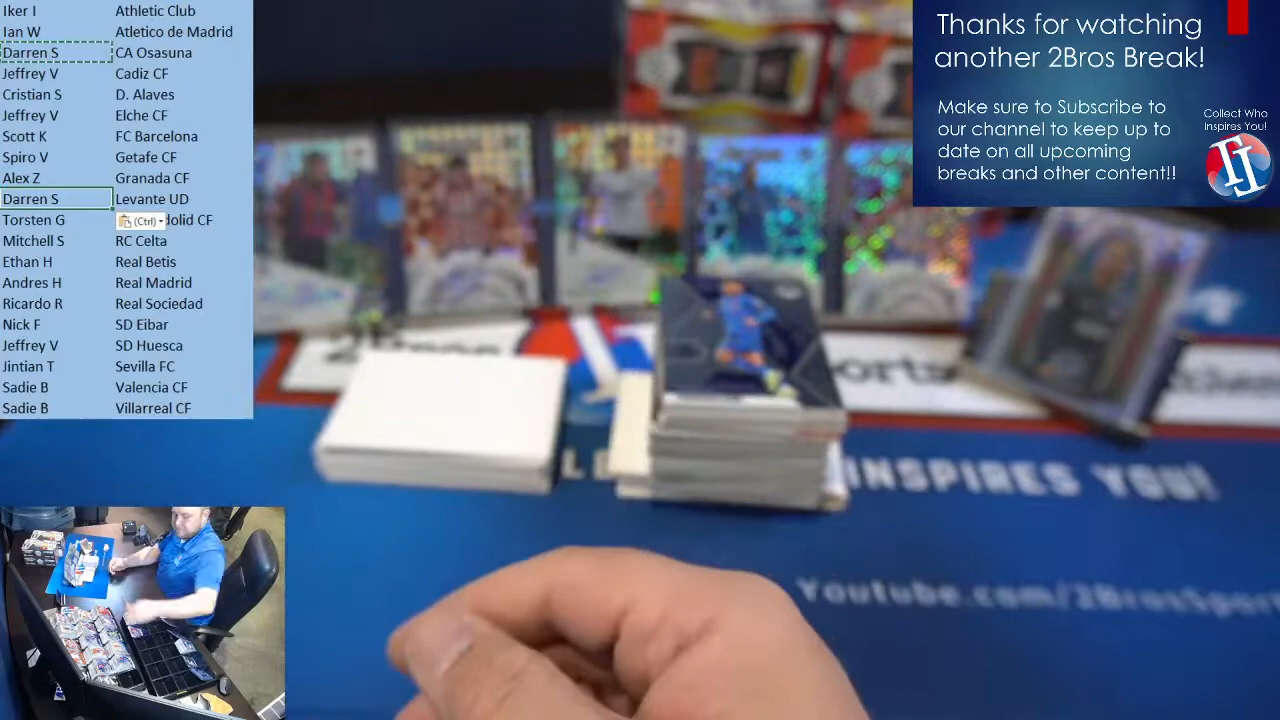 Iker I Athletic Club
Ian W Atletico de Madrid
Darren S CA Osasuna
Jeffrey V Cadiz CF
Cristian S D. Alaves
Jeffrey V Elche CF
Scott K FC Barcelona
Spiro V Getafe CF
Alex Z Granada CF
Darren S Levante UD
Torsten G (Ctrl) dolid CF
Mitchell S RC Celta
Ethan H Real Betis
Andres H Real Madrid
Ricardo R Real Sociedad
Nick F SD Eibar
Jeffrey V SD Huesca
Jintian T Sevilla FC
Sadie B Valencia CF
Sadie B Villarreal CF
Thanks for watching
another 2Bros Break!
Make sure to Subscribe to
our channel to keep up to
date on all upcoming
breaks and other content!!
Collect Who
Inspires You!
INSPIRES YOU!
Youtube.com/2BrosSport